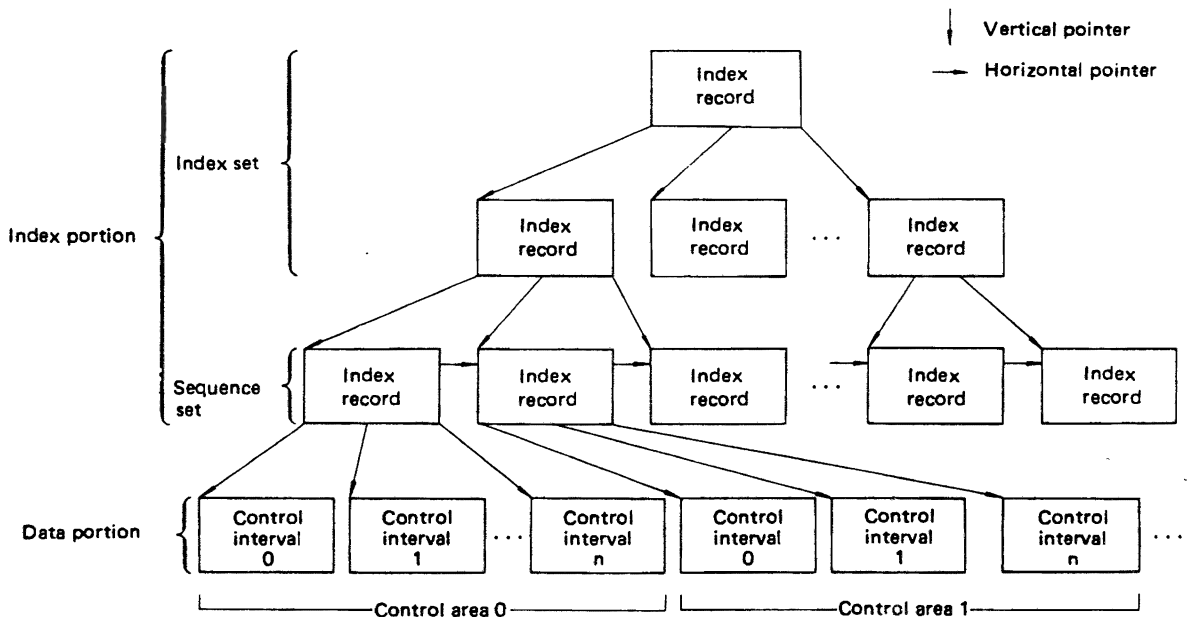 Vertical pointer
Horizontal pointer
Index
record
Index set
Index portion
Index
record
Index
record
...
Index
record
Sequence
set
Index
record
Index
record
Index
record
...
Index
record
Index
record
Data portion
Control
interval
0
Control
interval
1
...
Control
interval
n
Control
interval
0
Control
interval
1
...
Control
interval
n
...
Control area 0
Control area 1